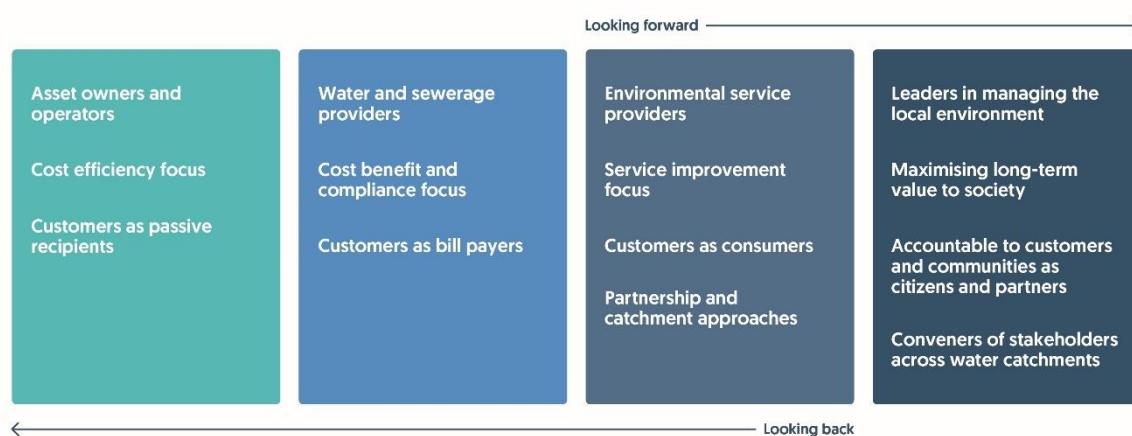 Looking forward
Asset owners and
operators
Cost efficiency focus
Customers as passive
recipients
Water and sewerage
providers
Cost benefit and
compliance focus
Customers as bill payers
Environmental service
providers
Service improvement
focus
Customers as consumers
Partnership and
catchment approaches
Leaders in managing the
local environment
Maximising long-term
value to society
Accountable to customers
and communities as
citizens and partners
Conveners of stakeholders
across water catchments
Looking back